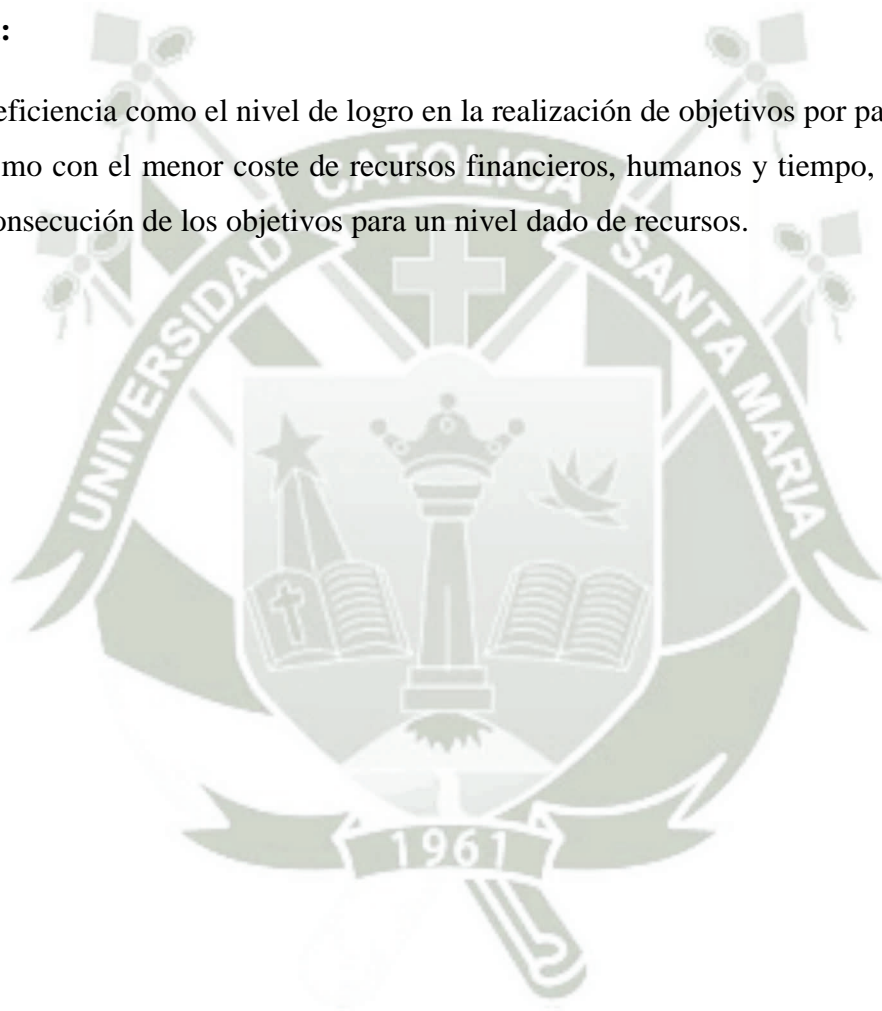 :
eficiencia como el nivel de logro en la realización de objetivos por pa
mo con el menor coste de recursos financieros, humanos y tiempo,
onsecución de los objetivos para un nivel dado de recursos.
UNIVERSIDAD CATOLICA SANTA MARIA
1961